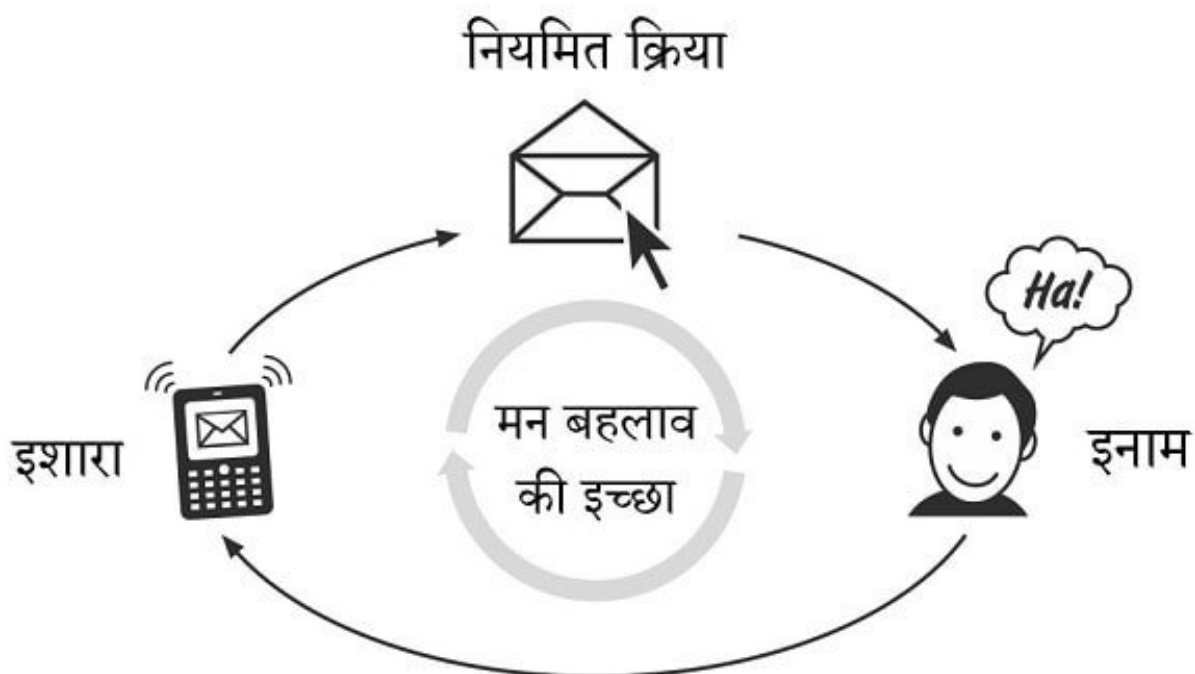 नियमित क्रिया
Ha!
इशारा
मन बहलाव
की इच्छा
इनाम